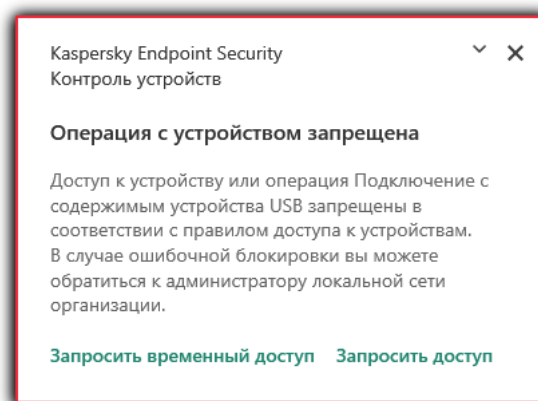 Kaspersky Endpoint Security
Контроль устройств
Операция с устройством запрещена
Доступ к устройству или операция Подключение с
содержимым устройства USB запрещены в
соответствии с правилом доступа к устройствам.
В случае ошибочной блокировки вы можете
обратиться к администратору локальной сети
организации.
Запросить временный доступ Запросить доступ